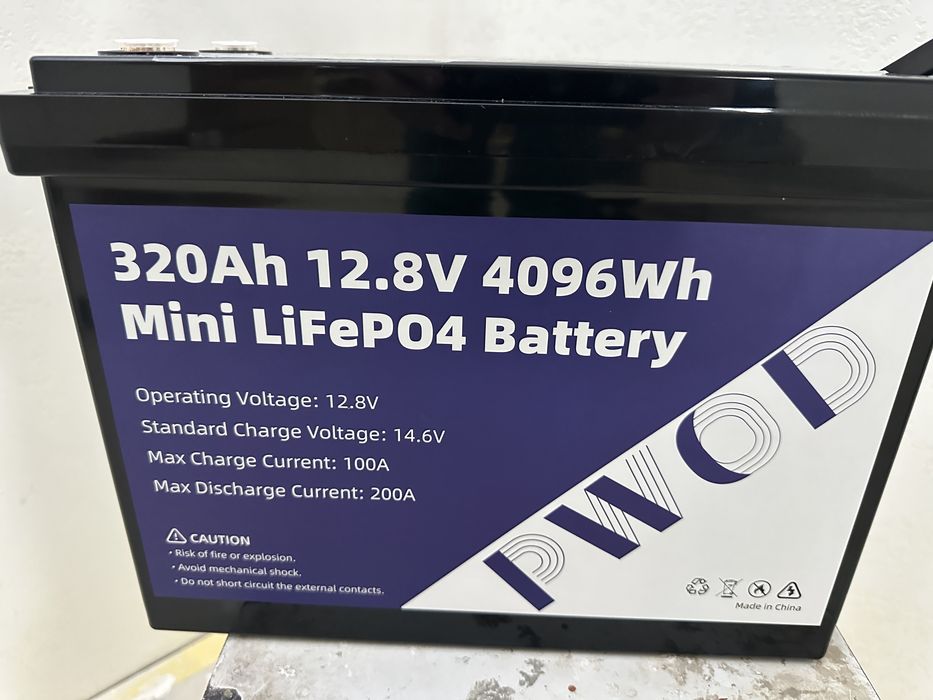 320Ah 12.8V 4096Wh
Mini LiFePO4 Battery
Operating Voltage: 12.8V
Standard Charge Voltage: 14.6V
Max Charge Current: 100A
Max Discharge Current: 200A
CAUTION
· Risk of fire or explosion.
· Avoid mechanical shock.
· Do not short circuit the external contacts.
PWOD
Made in China